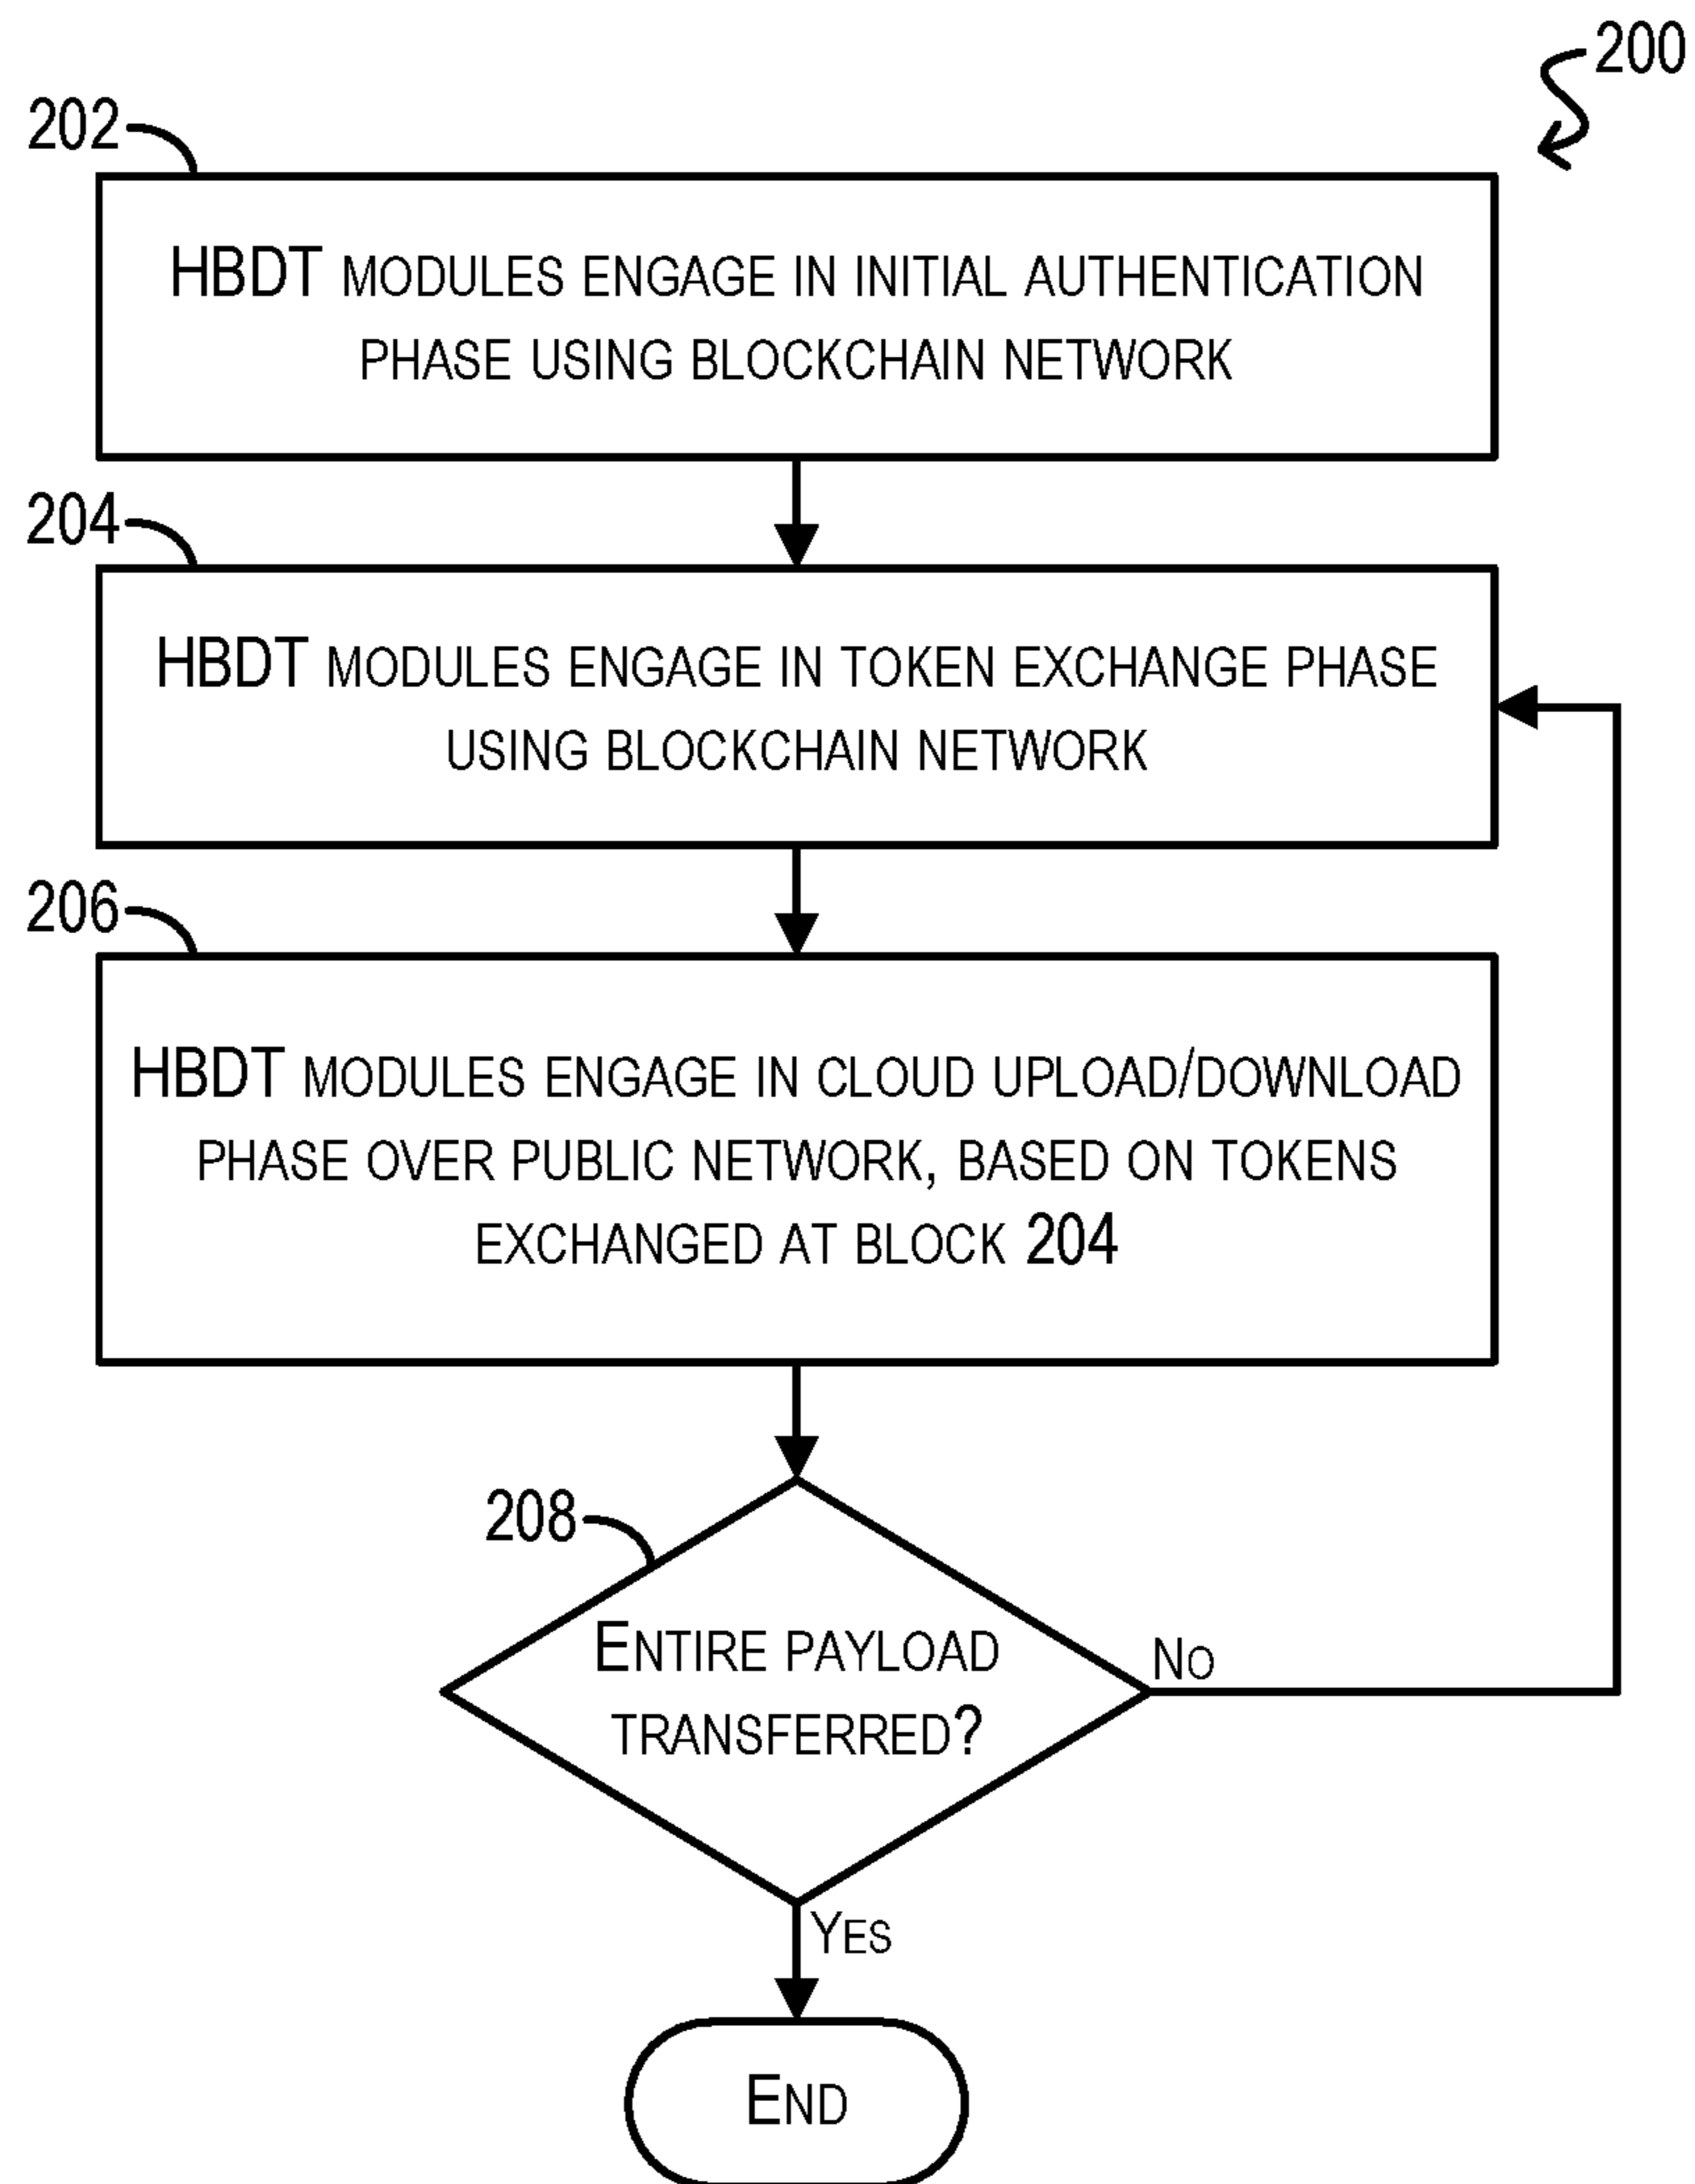 200
202
HBDT MODULES ENGAGE IN INITIAL AUTHENTICATION
PHASE USING BLOCKCHAIN NETWORK
204
HBDT MODULES ENGAGE IN TOKEN EXCHANGE PHASE
USING BLOCKCHAIN NETWORK
206
HBDT MODULES ENGAGE IN CLOUD UPLOAD/DOWNLOAD
PHASE OVER PUBLIC NETWORK, BASED ON TOKENS
EXCHANGED AT BLOCK 204
208
ENTIRE PAYLOAD
TRANSFERRED?
NO
YES
END